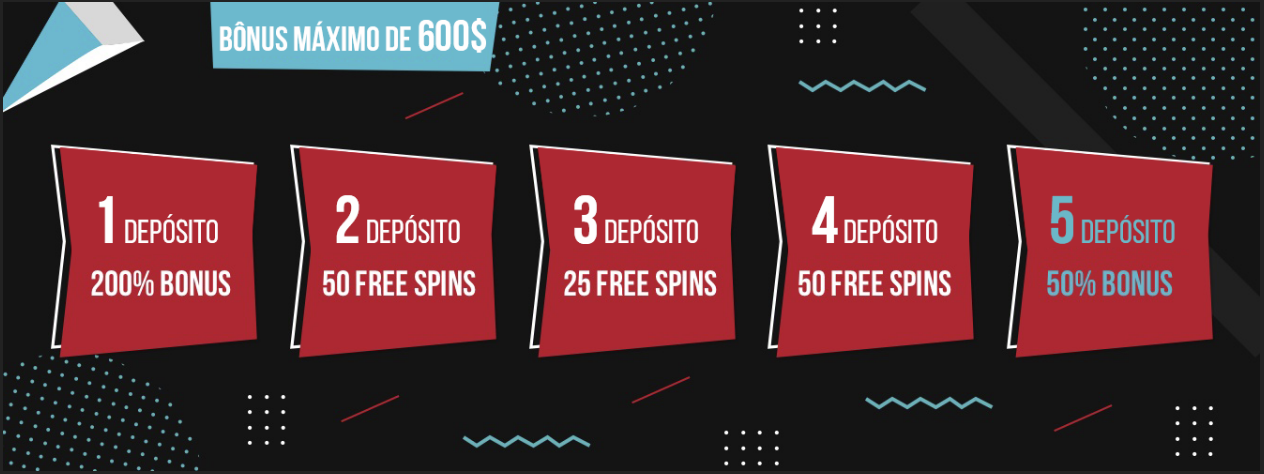 BÔNUS MÁXIMO DE 600$
1 DEPÓSITO
200% BONUS
2 DEPÓSITO
50 FREE SPINS
3 DEPÓSITO
25 FREE SPINS
4 DEPÓSITO
50 FREE SPINS
5 DEPÓSITO
50% BONUS